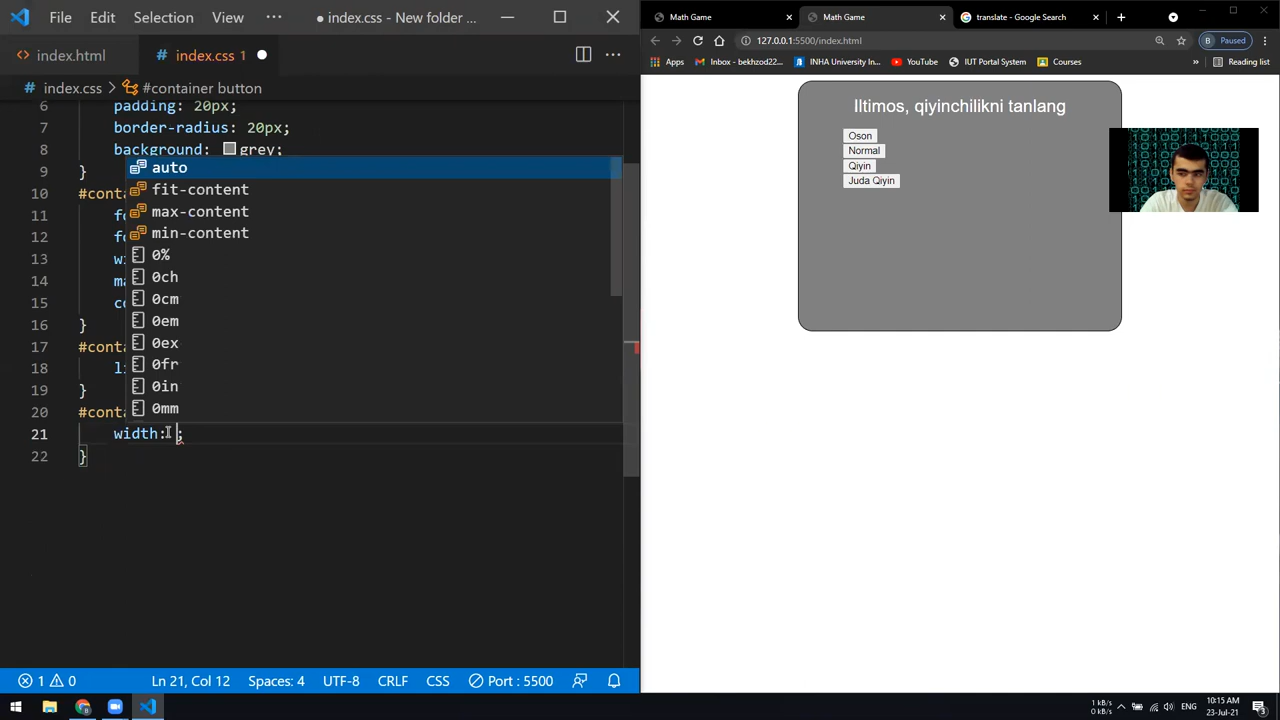 File Edit Selection View ··· ● index.css - New folder ...
index.html # index.css 1 ●
# index.css > #container button
6 padding: 20px;
7 border-radius: 20px;
8 background: grey;
9 }
10 #conta
11 fo
12 fo
13 wi
14 ma
15 co
16 }
17 #conta
18 li
19 }
20 #conta
21 width: ;
22 }
auto
fit-content
max-content
min-content
0%
0ch
0cm
0em
0ex
0fr
0in
0mm
1 0 Ln 21, Col 12 Spaces: 4 UTF-8 CRLF CSS Port : 5500
Math Game Math Game translate - Google Search
127.0.0.1:5500/index.html B Paused
Apps Inbox - bekhzod22... INHA University In... YouTube IUT Portal System Courses » Reading list
Iltimos, qiyinchilikni tanlang
Oson
Normal
Qiyin
Juda Qiyin
1 kB/s
0 kB/s
ENG
10:15 AM
23-Jul-21
3